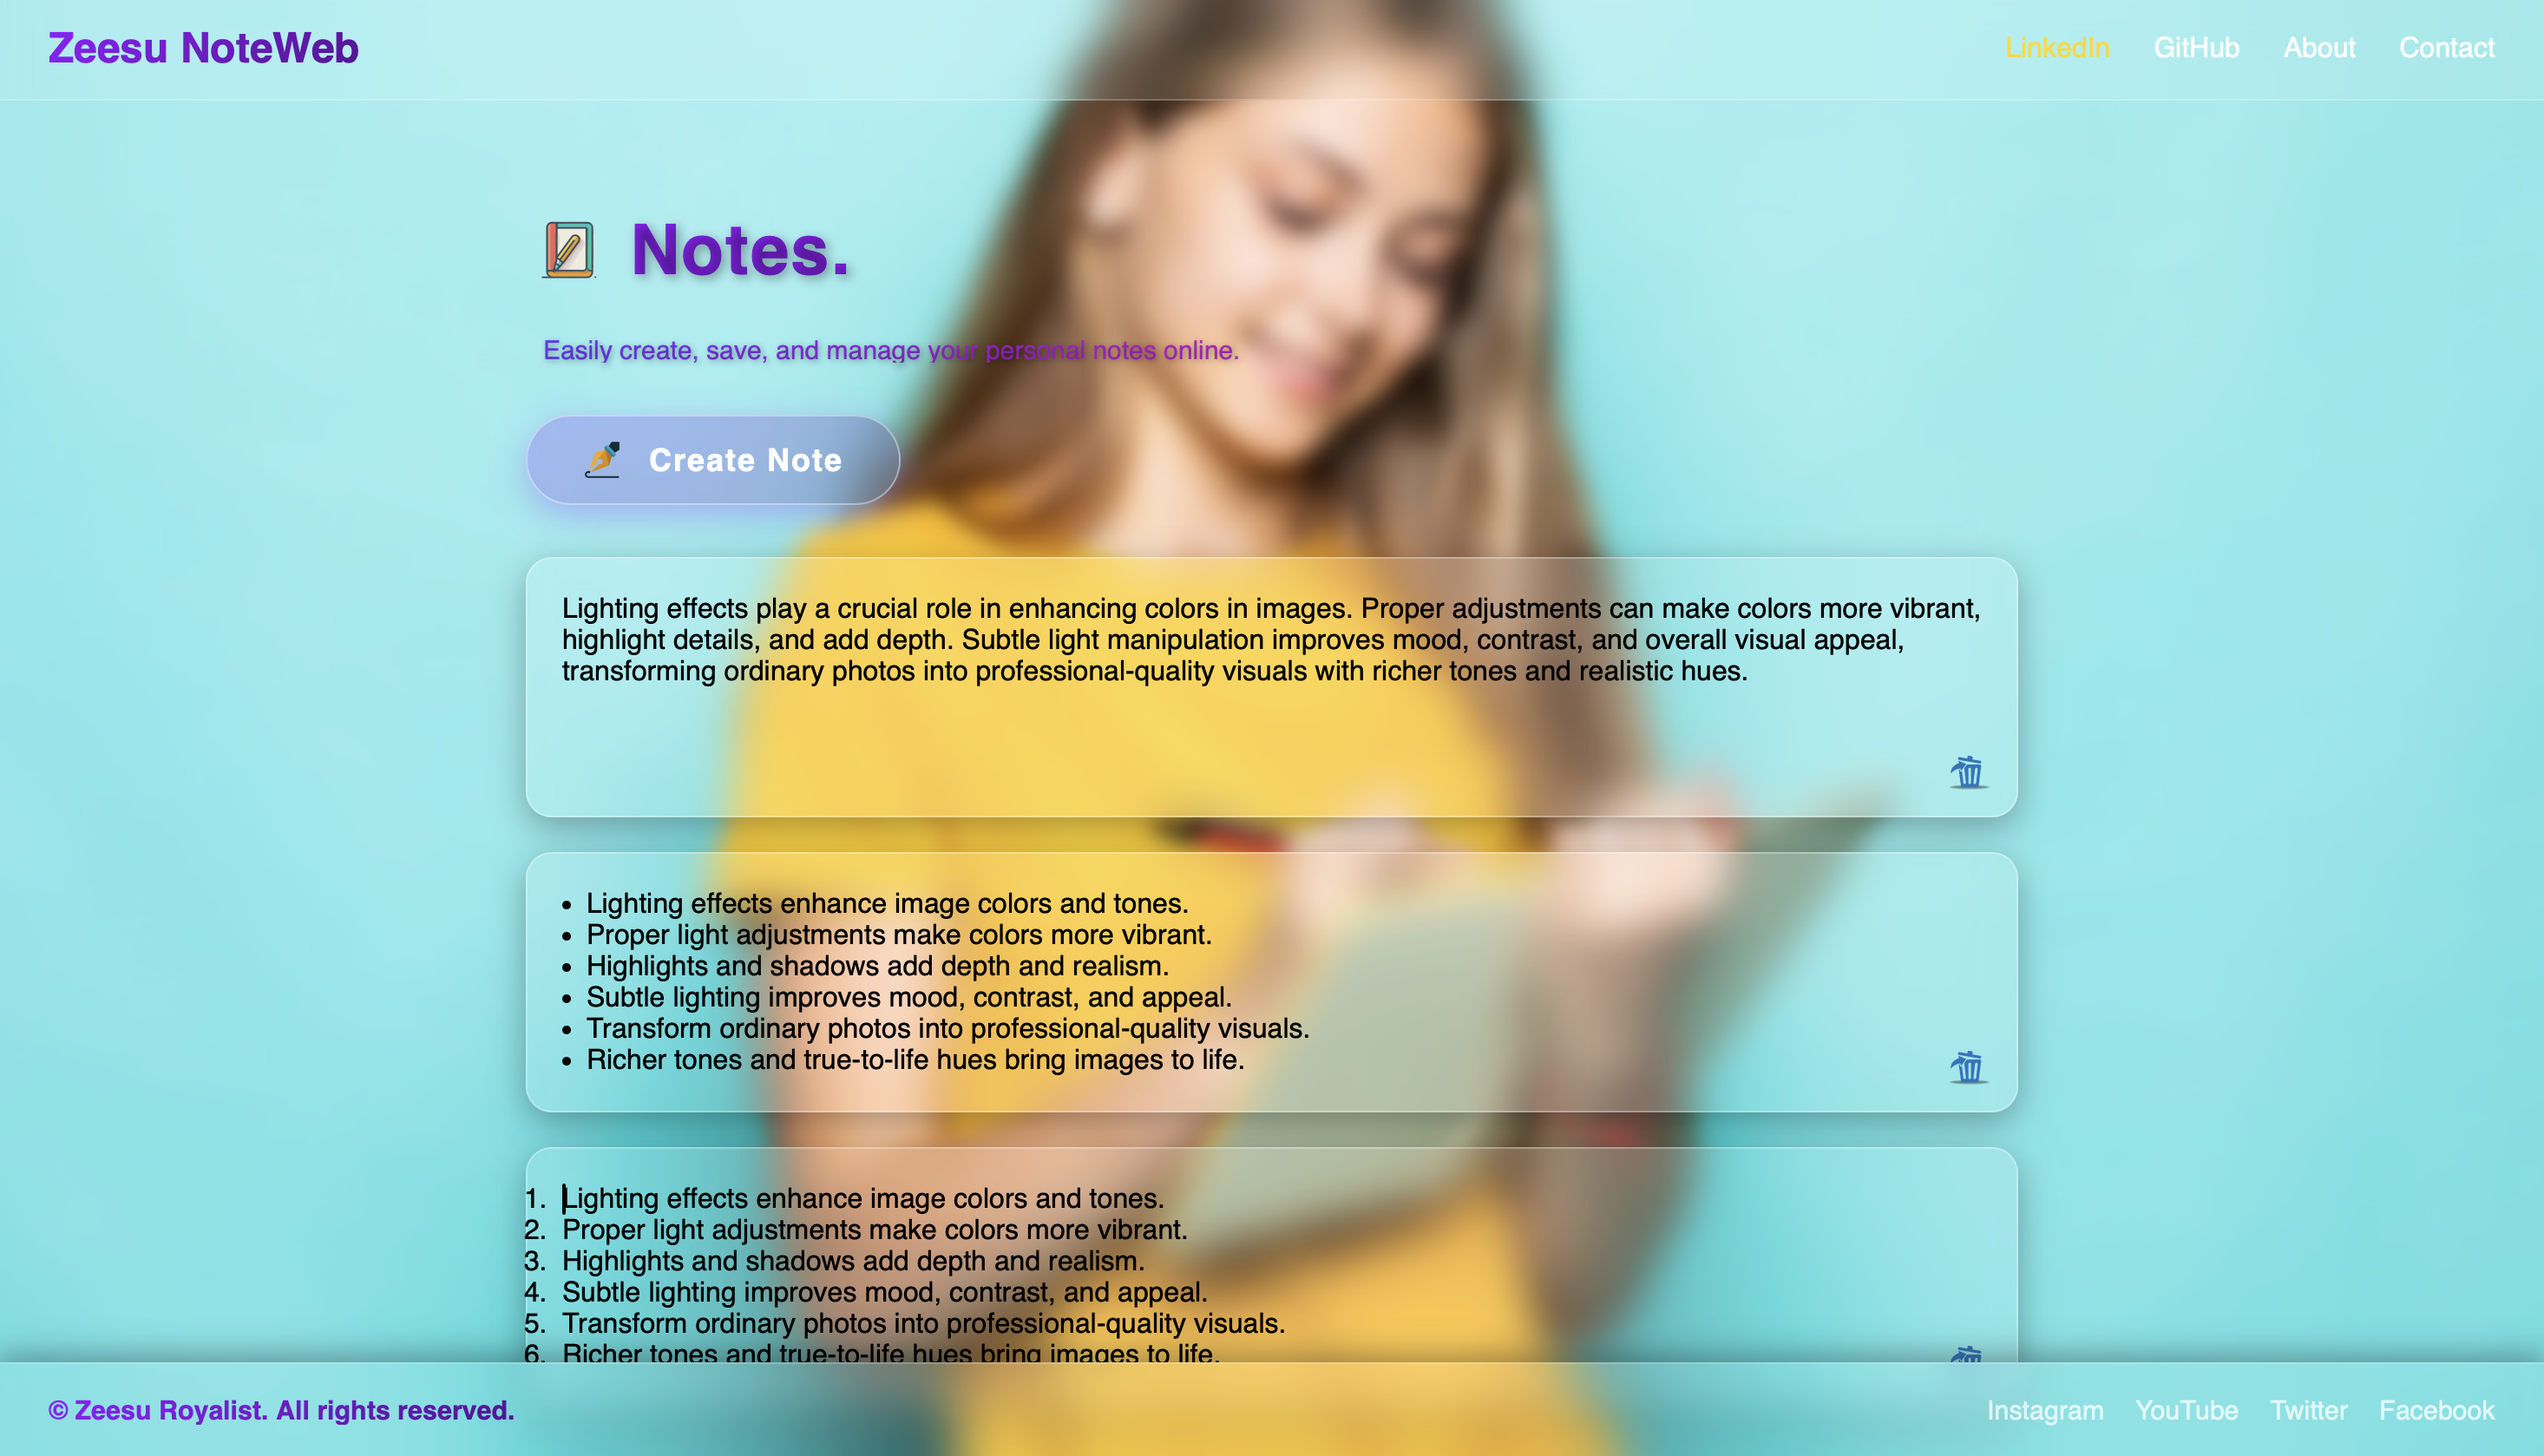 Zeesu NoteWeb
LinkedIn GitHub About Contact
Notes.
Easily create, save, and manage your personal notes online.
Create Note
Lighting effects play a crucial role in enhancing colors in images. Proper adjustments can make colors more vibrant,
highlight details, and add depth. Subtle light manipulation improves mood, contrast, and overall visual appeal,
transforming ordinary photos into professional-quality visuals with richer tones and realistic hues.
• Lighting effects enhance image colors and tones.
• Proper light adjustments make colors more vibrant.
• Highlights and shadows add depth and realism.
• Subtle lighting improves mood, contrast, and appeal.
• Transform ordinary photos into professional-quality visuals.
• Richer tones and true-to-life hues bring images to life.
1. Lighting effects enhance image colors and tones.
2. Proper light adjustments make colors more vibrant.
3. Highlights and shadows add depth and realism.
4. Subtle lighting improves mood, contrast, and appeal.
5. Transform ordinary photos into professional-quality visuals.
6. Richer tones and true-to-life hues bring images to life.
© Zeesu Royalist. All rights reserved.
Instagram YouTube Twitter Facebook